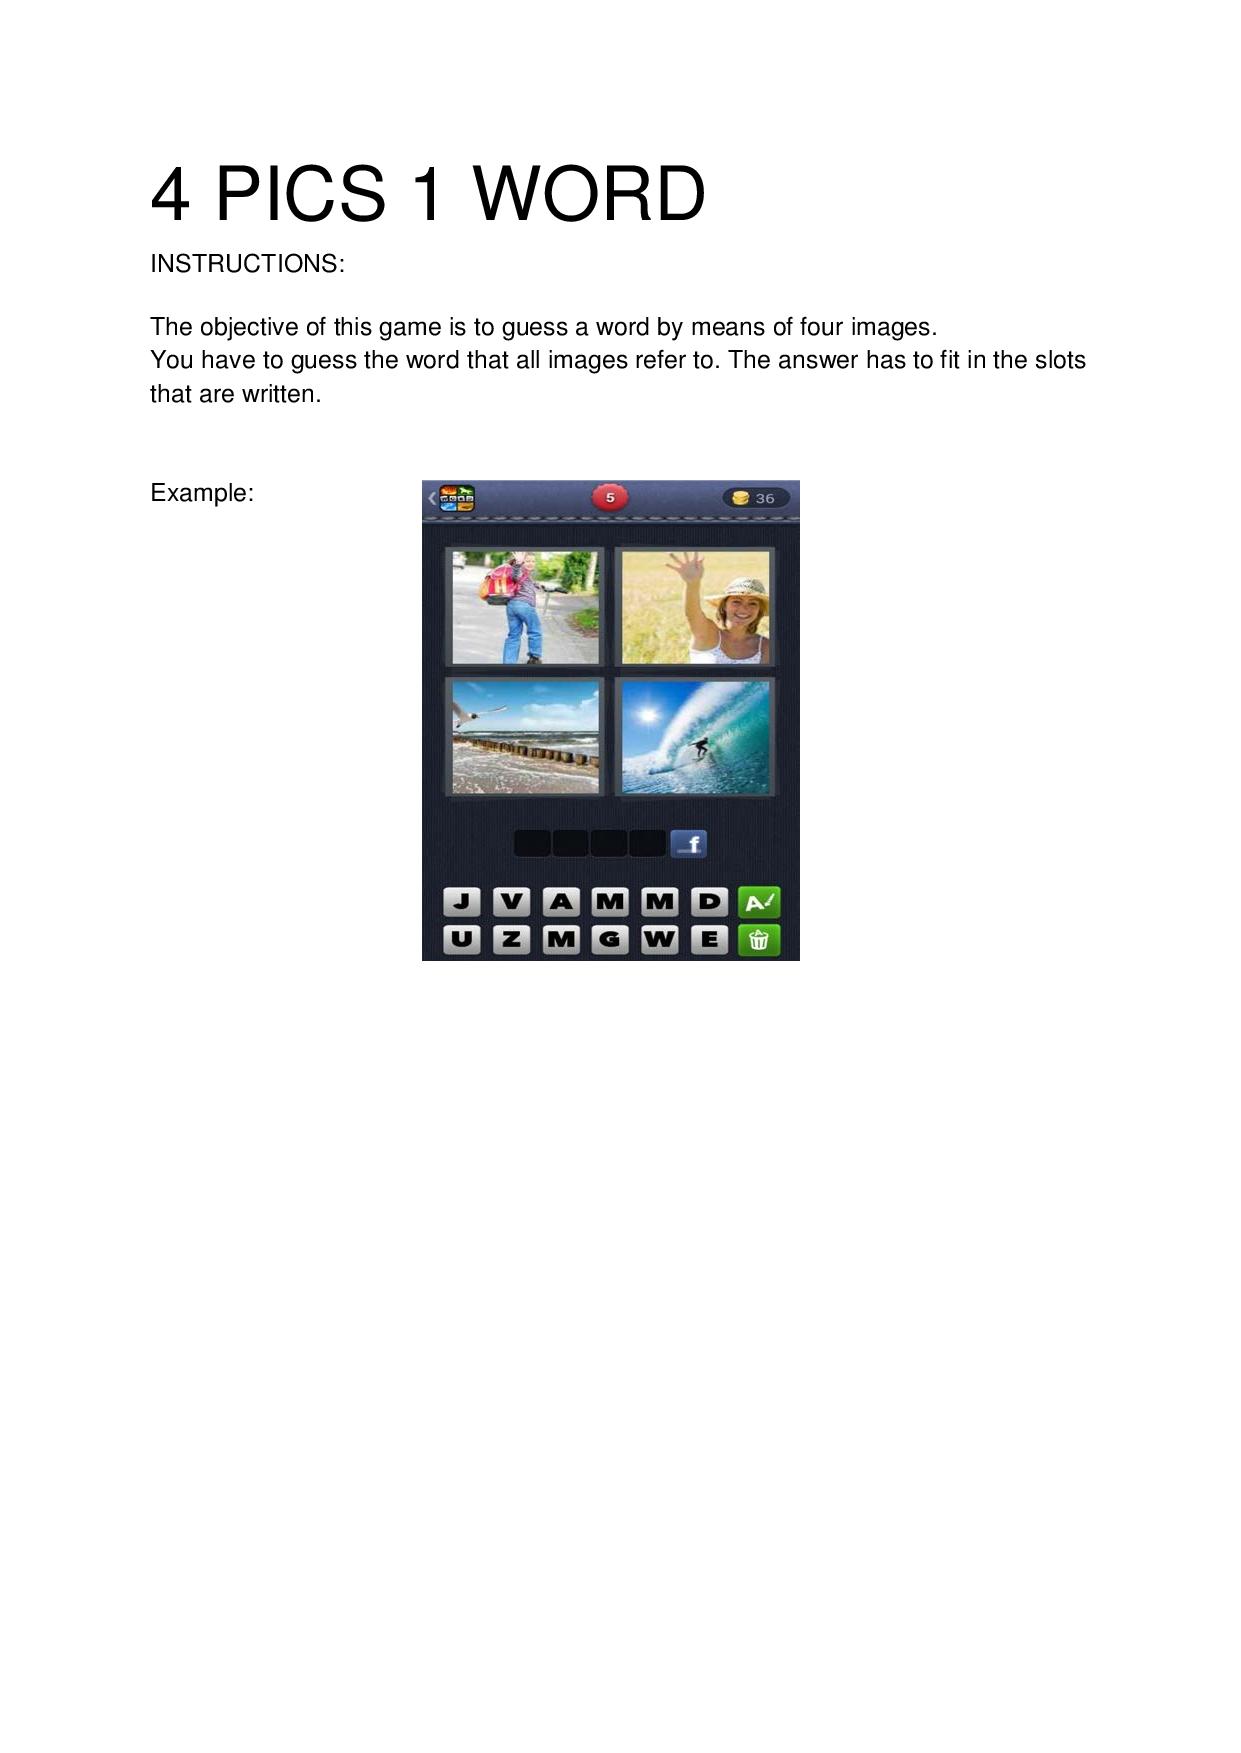 4 PICS 1 WORD
INSTRUCTIONS:
The objective of this game is to guess a word by means of four images.
You have to guess the word that all images refer to. The answer has to fit in the slots
that are written.
Example:
5
36
f
J V A M M D A
U Z M G W E